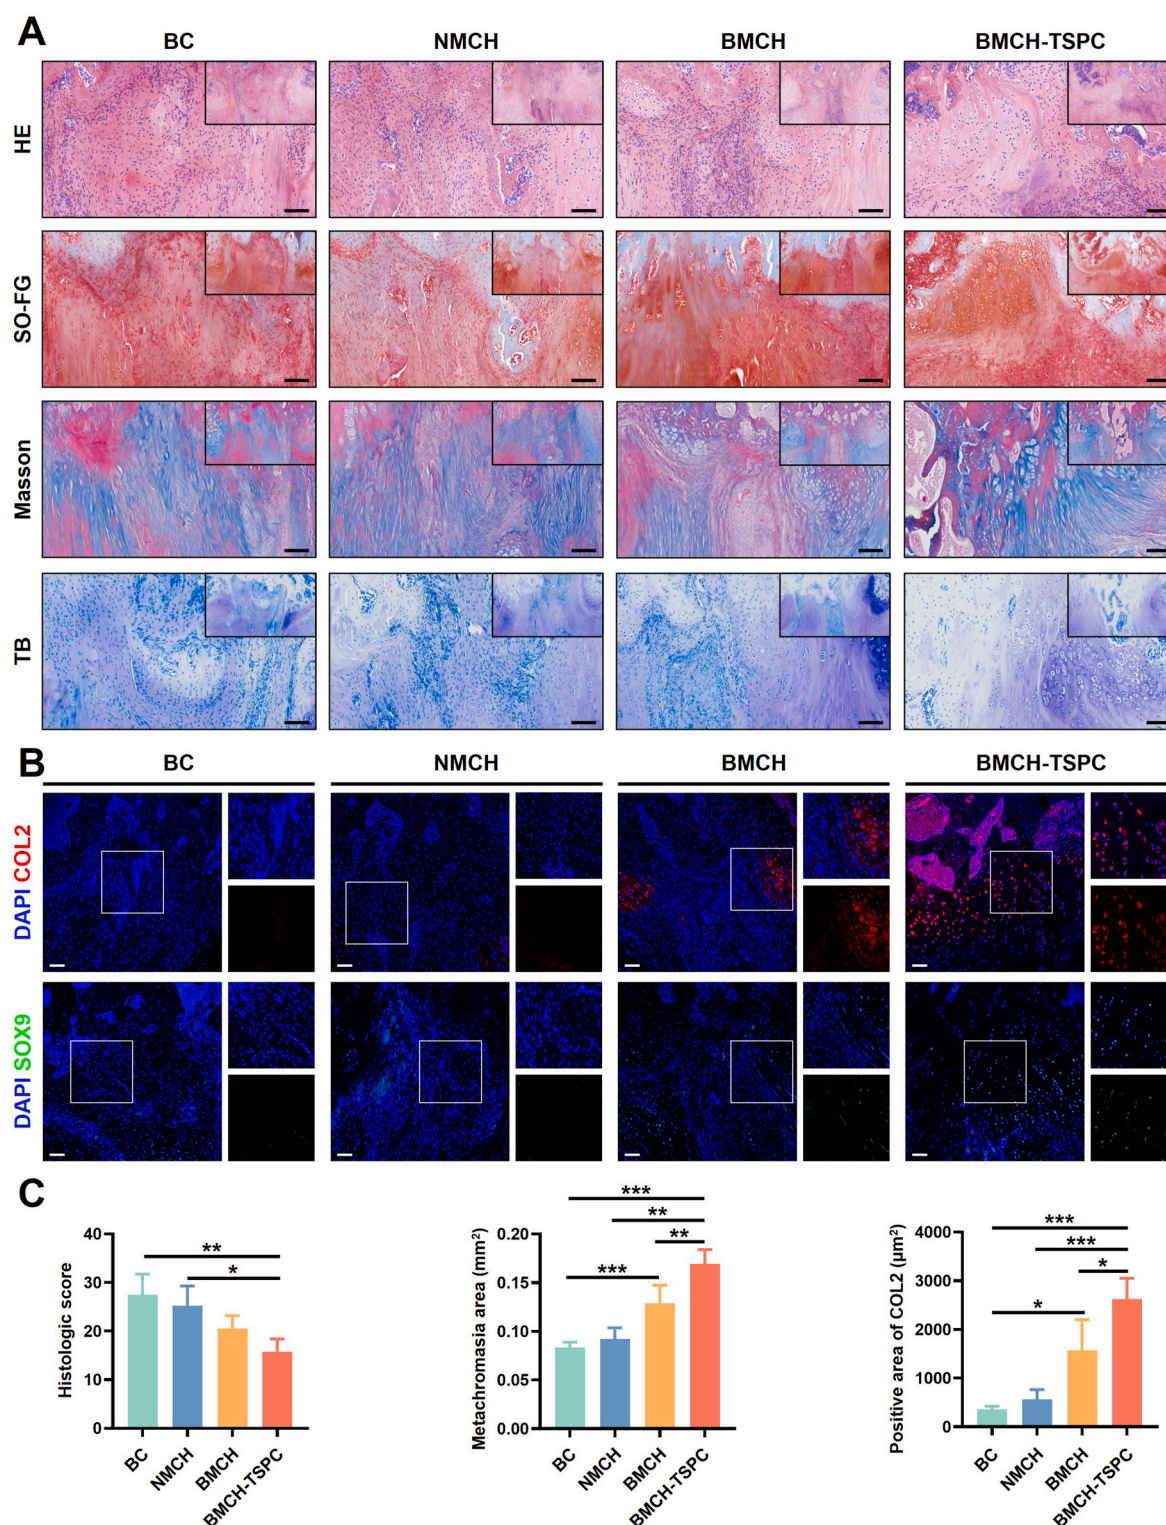 A
BC NMCH BMCH BMCH-TSPC
HE
SO-FG
Masson
TB
B
BC NMCH BMCH BMCH-TSPC
DAPI COL2
DAPI SOX9
C
Histologic score
40
30
20
10
0
** 
*
BC NMCH BMCH BMCH-TSPC
Metachromasia area (mm²)
0.20
0.15
0.10
0.05
0.00
***
**
**
***
BC NMCH BMCH BMCH-TSPC
Positive area of COL2 (μm²)
4000
3000
2000
1000
0
***
***
*
*
BC NMCH BMCH BMCH-TSPC